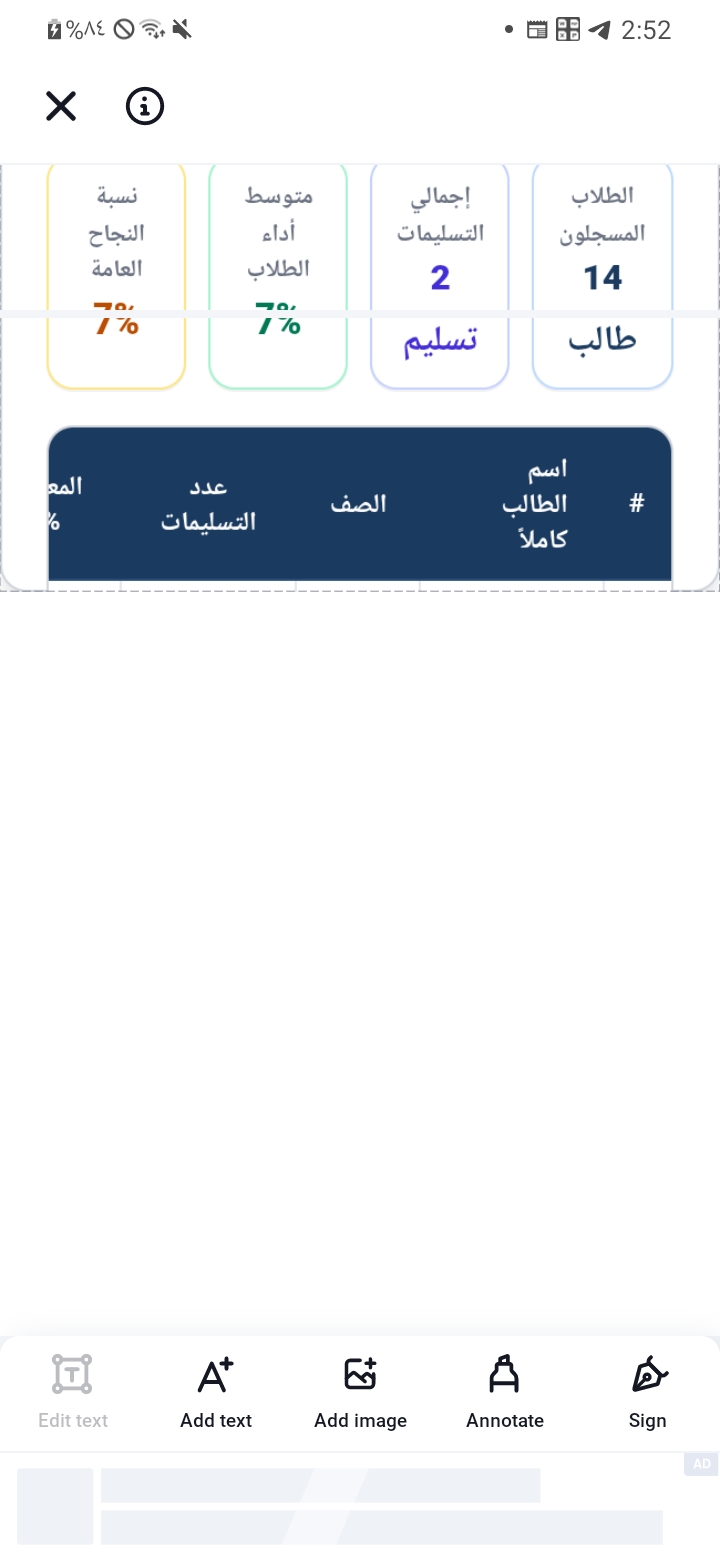 %٨٤ 2:52
الطلاب المسجلون
14
طالب
إجمالي التسليمات
2
تسليم
متوسط أداء الطلاب
7%
نسبة النجاح العامة
7%
#
اسم الطالب كاملاً
الصف
عدد التسليمات
%
Edit text
Add text
Add image
Annotate
Sign
AD